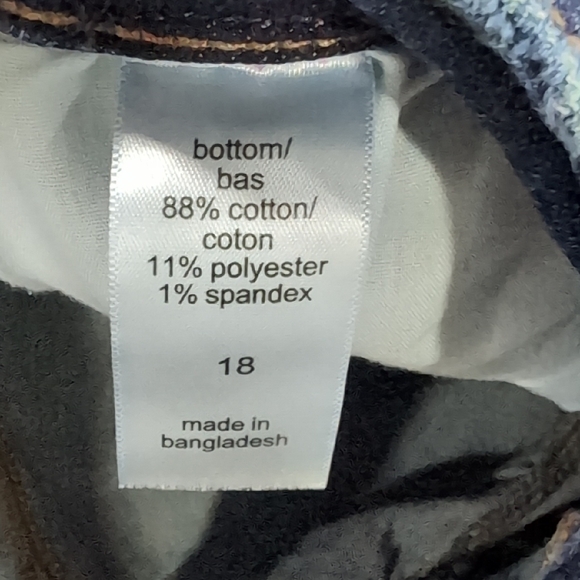 bottom/
bas
88% cotton/
coton
11% polyester
1% spandex
18
made in
bangladesh